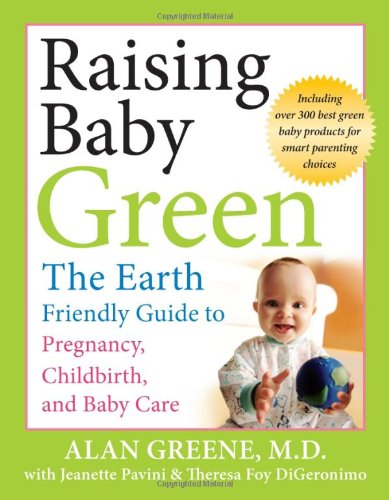 Raising
Baby
Green
Including
over 300 best green
baby products for
smart parenting
choices
The Earth
Friendly Guide to
Pregnancy,
Childbirth,
and Baby Care
ALAN GREENE, M.D.
with Jeanette Pavini & Theresa Foy DiGeronimo